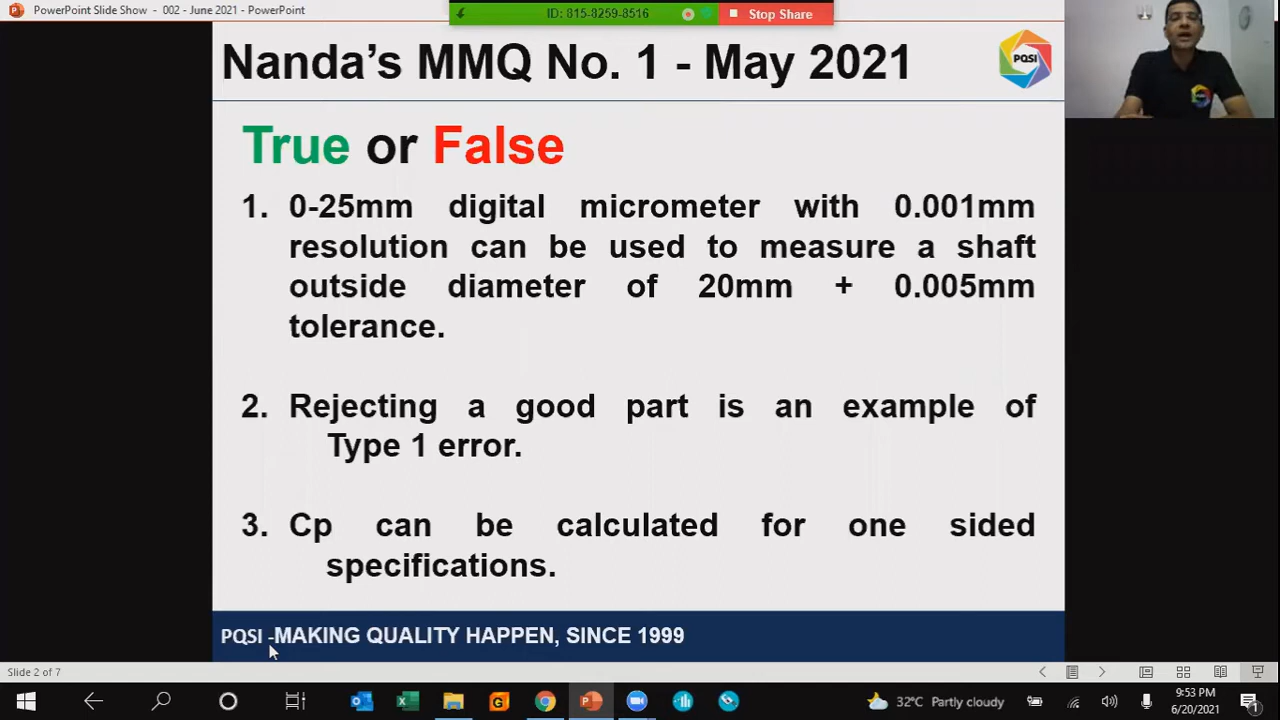 PowerPoint Slide Show - 002 - June 2021 - PowerPoint
ID: 815-8259-8516
Stop Share
Nanda's MMQ No. 1 - May 2021
PQSI
True or False
1. 0-25mm digital micrometer with 0.001mm
resolution can be used to measure a shaft
outside diameter of 20mm + 0.005mm
tolerance.
2. Rejecting a good part is an example of
Type 1 error.
3. Cp can be calculated for one sided
specifications.
PQSI -MAKING QUALITY HAPPEN, SINCE 1999
Slide 2 of 7
32°C Partly cloudy
9:53 PM
6/20/2021